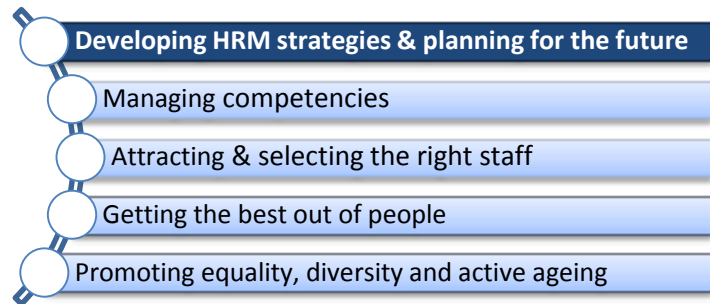 Developing HRM strategies & planning for the future
Managing competencies
Attracting & selecting the right staff
Getting the best out of people
Promoting equality, diversity and active ageing